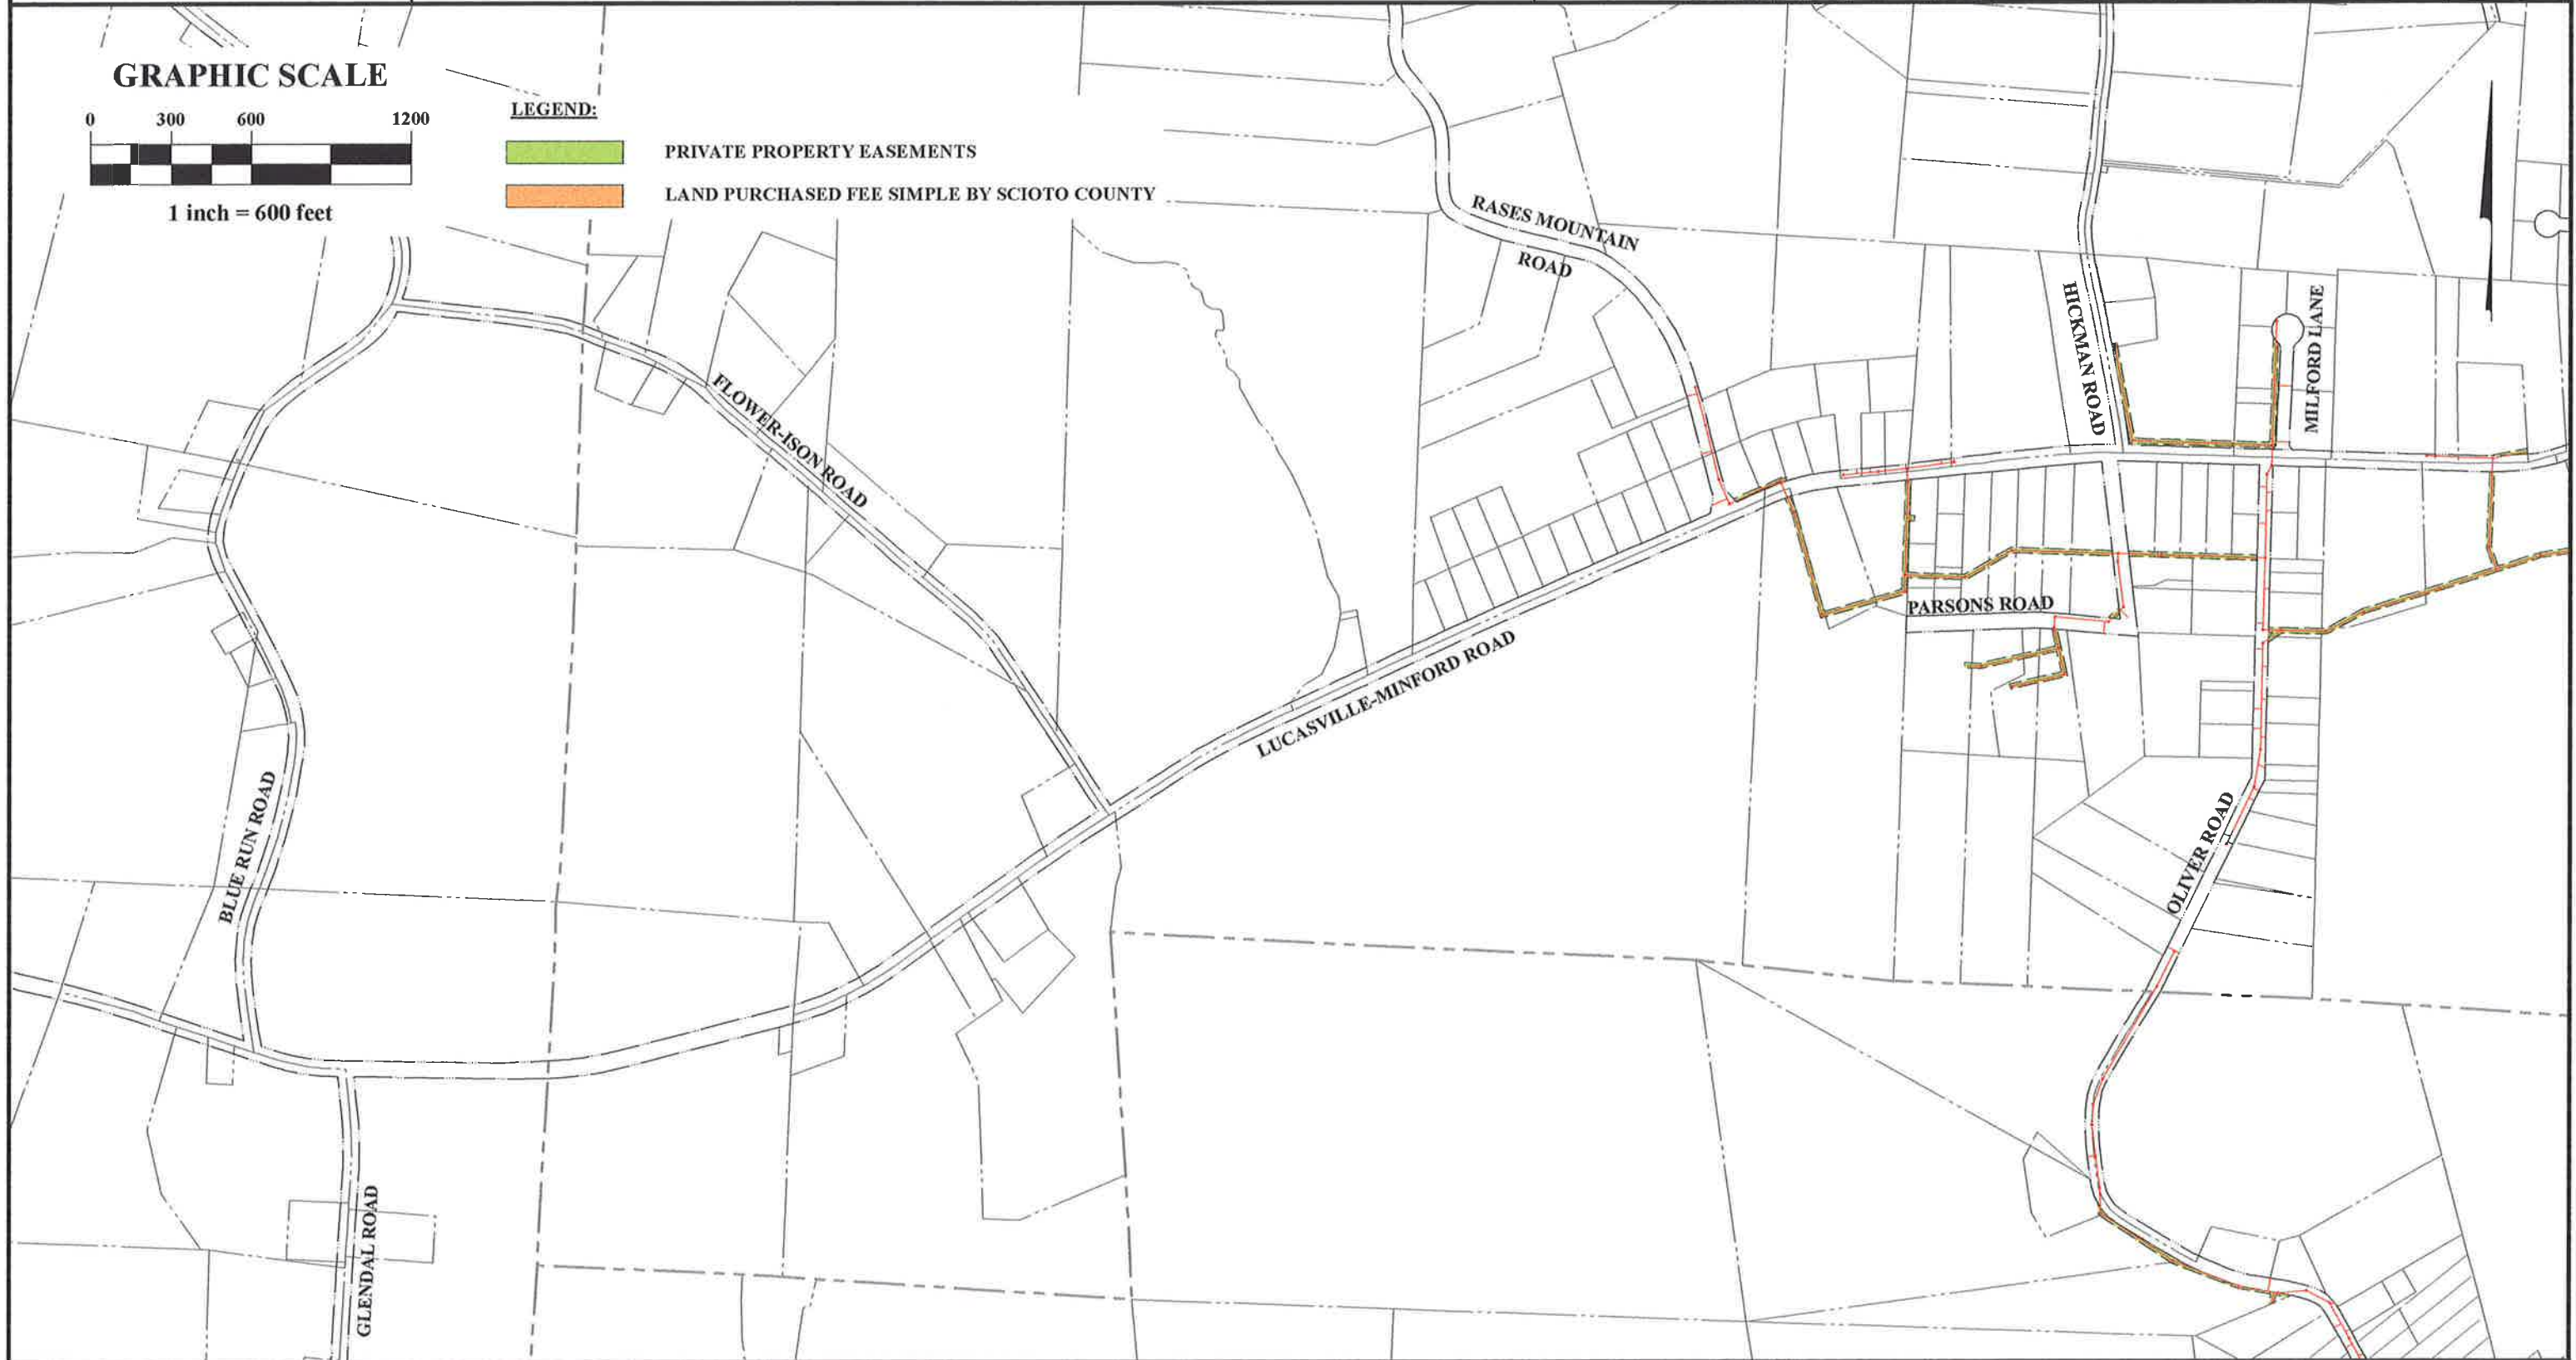 GRAPHIC SCALE
0 300 600 1200
1 inch = 600 feet
LEGEND:
PRIVATE PROPERTY EASEMENTS
LAND PURCHASED FEE SIMPLE BY SCIOTO COUNTY
RASES MOUNTAIN
ROAD
HICKMAN ROAD
MILFORD LANE
FLOWER-ISON ROAD
PARSONS ROAD
LUCASVILLE-MINFORD ROAD
BLUE RUN ROAD
OLIVER ROAD
GLENDAL ROAD